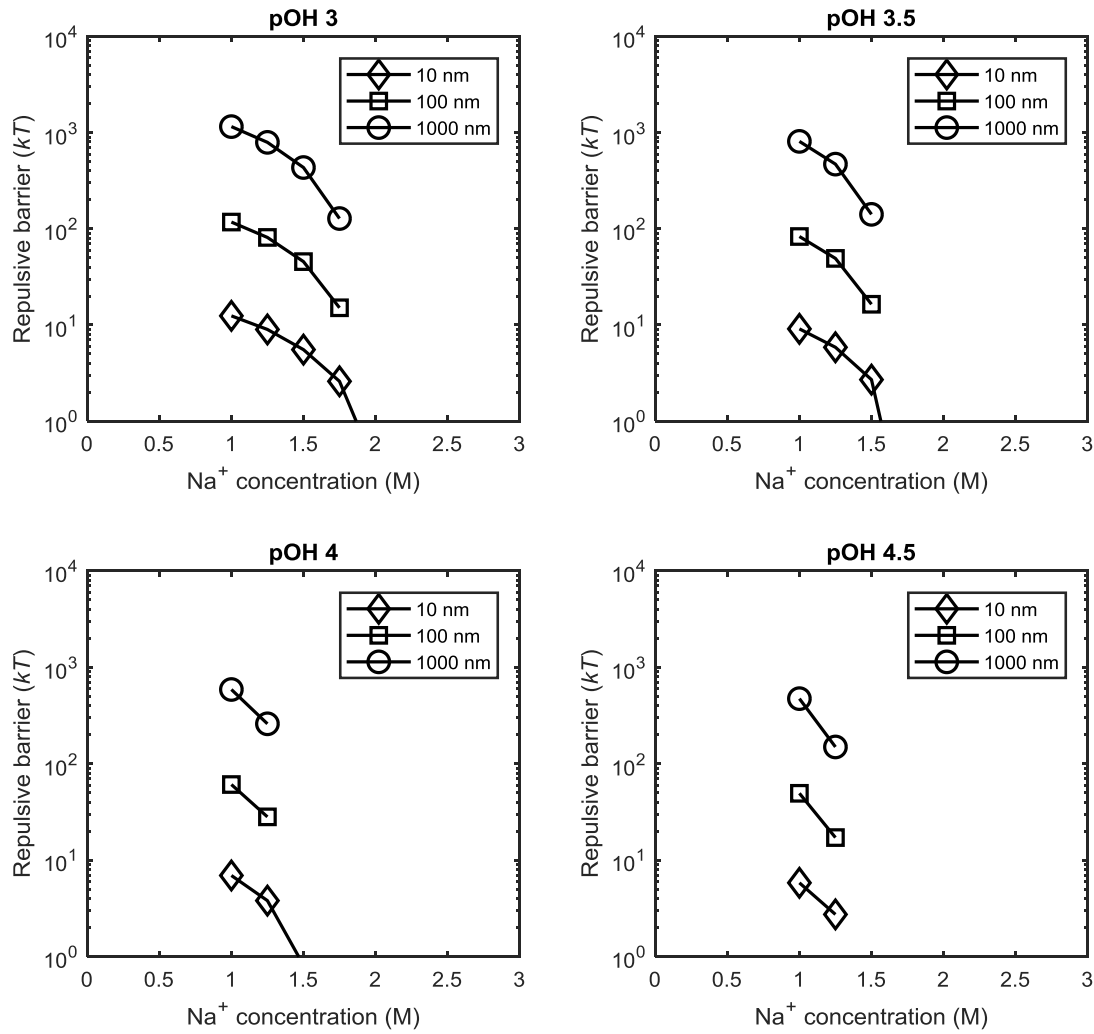 pOH 3
Repulsive barrier (kT)
10^4
10^3
10^2
10^1
10^0
10 nm
100 nm
1000 nm
0 0.5 1 1.5 2 2.5 3
Na^+ concentration (M)
pOH 3.5
Repulsive barrier (kT)
10^4
10^3
10^2
10^1
10^0
10 nm
100 nm
1000 nm
0 0.5 1 1.5 2 2.5 3
Na^+ concentration (M)
pOH 4
Repulsive barrier (kT)
10^4
10^3
10^2
10^1
10^0
10 nm
100 nm
1000 nm
0 0.5 1 1.5 2 2.5 3
Na^+ concentration (M)
pOH 4.5
Repulsive barrier (kT)
10^4
10^3
10^2
10^1
10^0
10 nm
100 nm
1000 nm
0 0.5 1 1.5 2 2.5 3
Na^+ concentration (M)